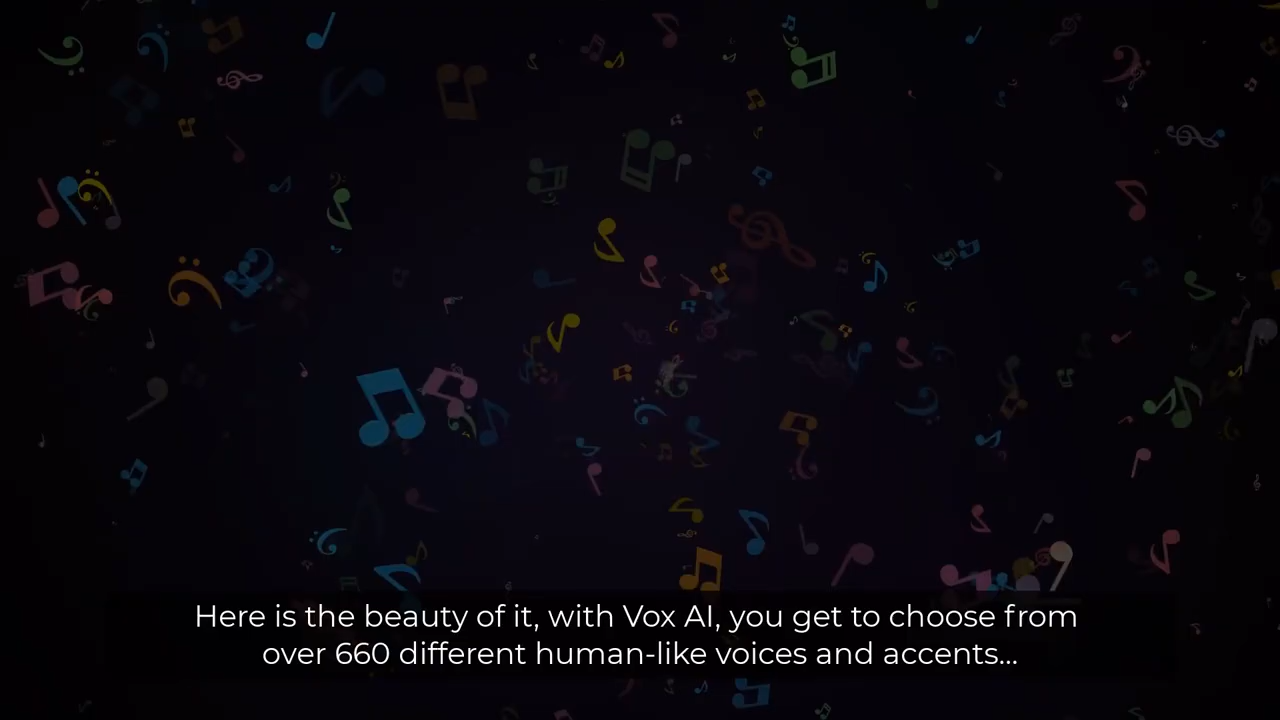 Here is the beauty of it, with Vox AI, you get to choose from
over 660 different human-like voices and accents...